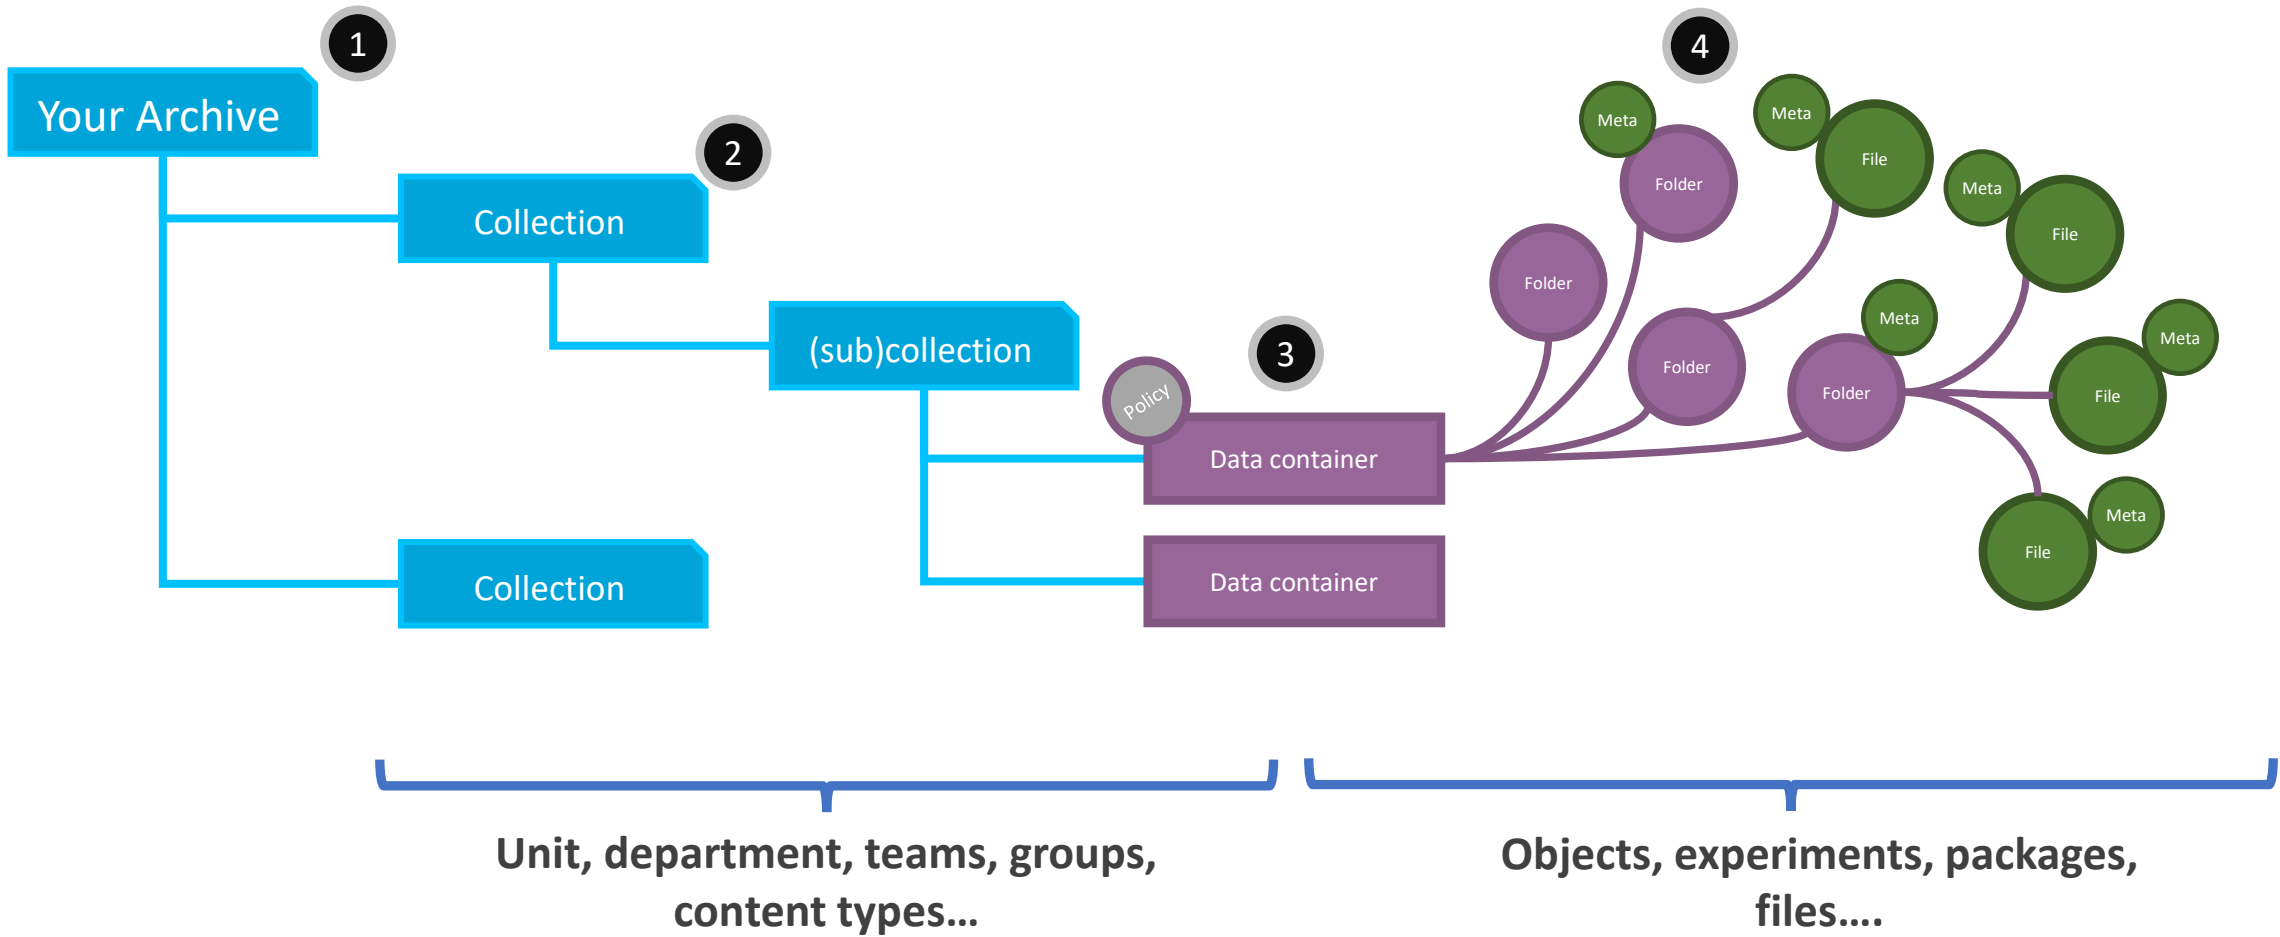 1
Your Archive
2
Collection
(sub)collection
3
Policy
Data container
Collection
Data container
4
Meta
Folder
Meta
File
Meta
File
Folder
Folder
Meta
Folder
Meta
File
Meta
File
Unit, department, teams, groups,
content types...
Objects, experiments, packages,
files....